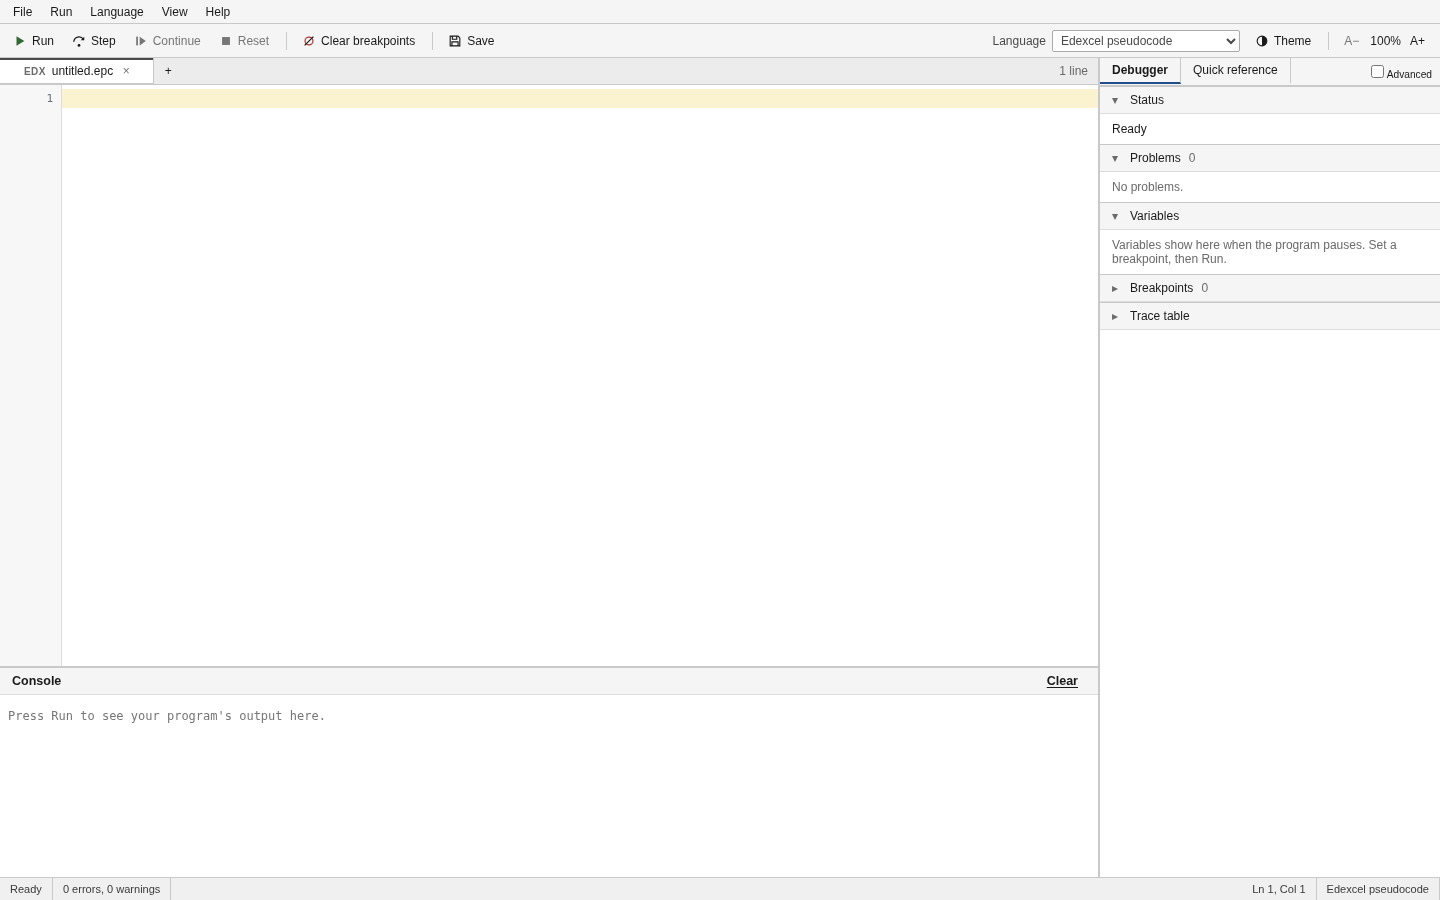 File Run Language View Help
Run Step Continue Reset Clear breakpoints Save Language Edexcel pseudocode Theme A− 100% A+
EDX untitled.epc × + 1 line
Debugger Quick reference Advanced
1
▾ Status
Ready
▾ Problems 0
No problems.
▾ Variables
Variables show here when the program pauses. Set a
breakpoint, then Run.
▸ Breakpoints 0
▸ Trace table
Console Clear
Press Run to see your program's output here.
Ready 0 errors, 0 warnings Ln 1, Col 1 Edexcel pseudocode